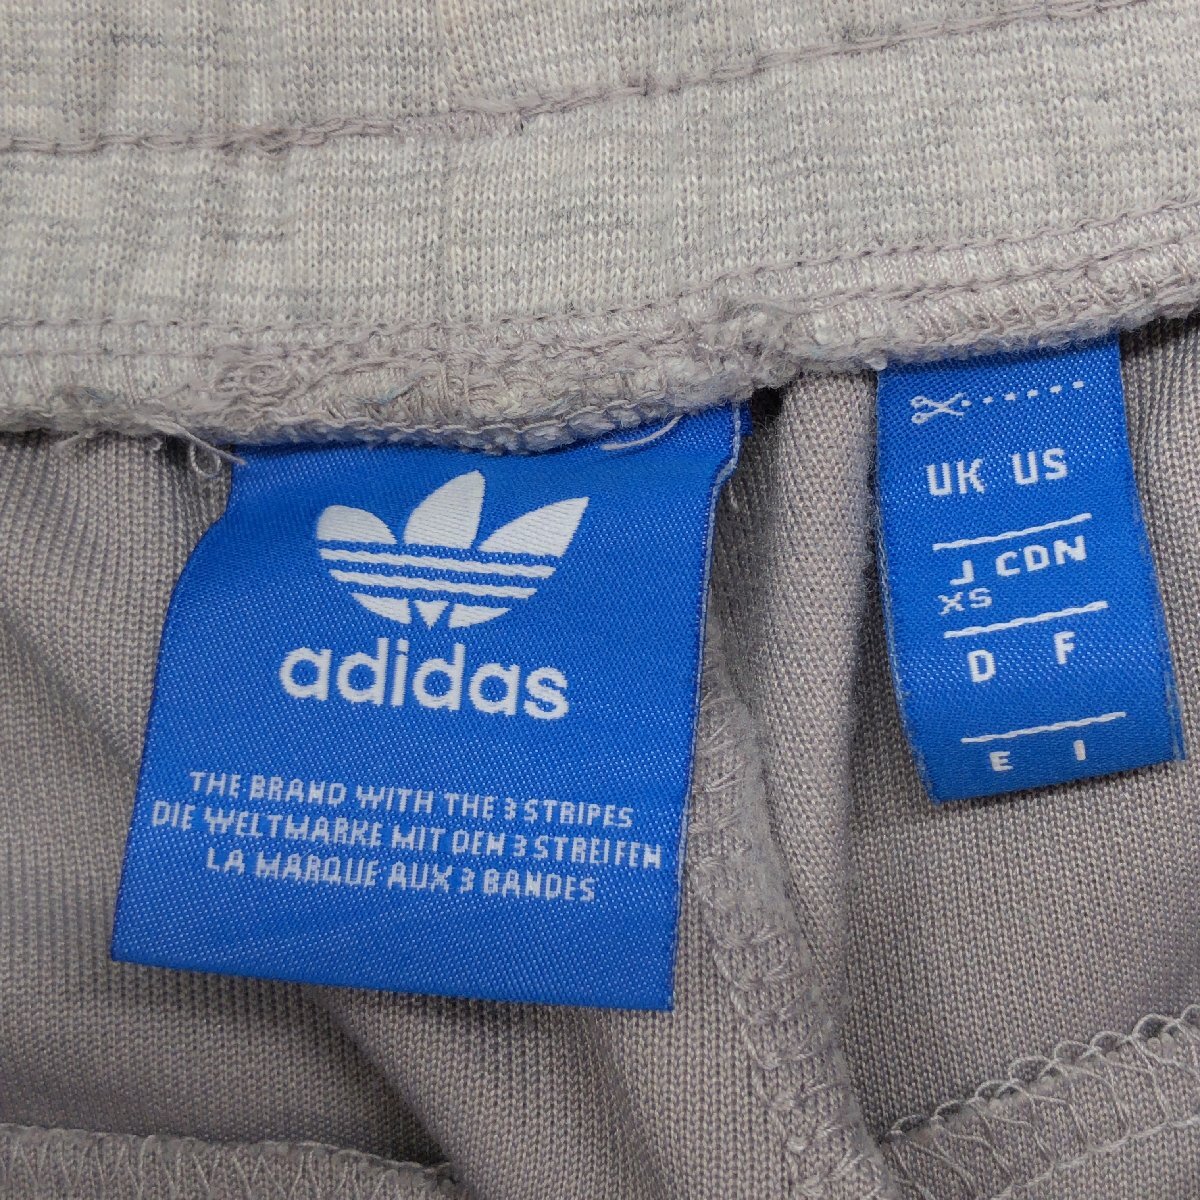 adidas
THE BRAND WITH THE 3 STRIPES
DIE WELTMARKE MIT DEM 3 STREIFEN
LA MARQUE AUX 3 BANDES
UK US
J CDN
XS
D F
E I